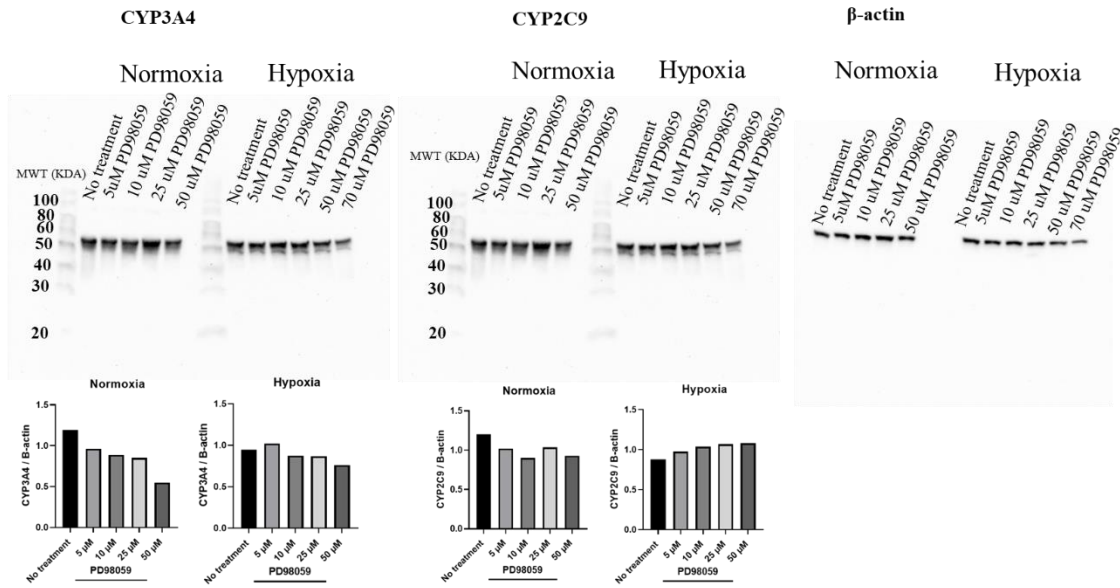 CYP3A4
Normoxia
Hypoxia
No treatment
5uM PD98059
10 uM PD98059
25 uM PD98059
50 uM PD98059
No treatment
5uM PD98059
10 uM PD98059
25 uM PD98059
50 uM PD98059
70 uM PD98059
MWT (KDA)
100
80
60
50
40
30
20
CYP2C9
Normoxia
Hypoxia
No treatment
5uM PD98059
10 uM PD98059
25 uM PD98059
50 uM PD98059
No treatment
5uM PD98059
10 uM PD98059
25 uM PD98059
50 uM PD98059
70 uM PD98059
MWT (KDA)
100
80
60
50
40
30
20
β-actin
Normoxia
Hypoxia
No treatment
5uM PD98059
10 uM PD98059
25 uM PD98059
50 uM PD98059
No treatment
5uM PD98059
10 uM PD98059
25 uM PD98059
50 uM PD98059
70 uM PD98059
Normoxia
CYP3A4 / B-actin
1.5
1.0
0.5
0.0
No treatment
5 µM
10 µM
25 µM
50 µM
PD98059
Hypoxia
CYP3A4 / B-actin
1.5
1.0
0.5
0.0
No treatment
5 µM
10 µM
25 µM
50 µM
PD98059
Normoxia
CYP2C9 / B-actin
1.5
1.0
0.5
0.0
No treatment
5 µM
10 µM
25 µM
50 µM
PD98059
Hypoxia
CYP2C9 / B-actin
1.5
1.0
0.5
0.0
No treatment
5 µM
10 µM
25 µM
50 µM
PD98059